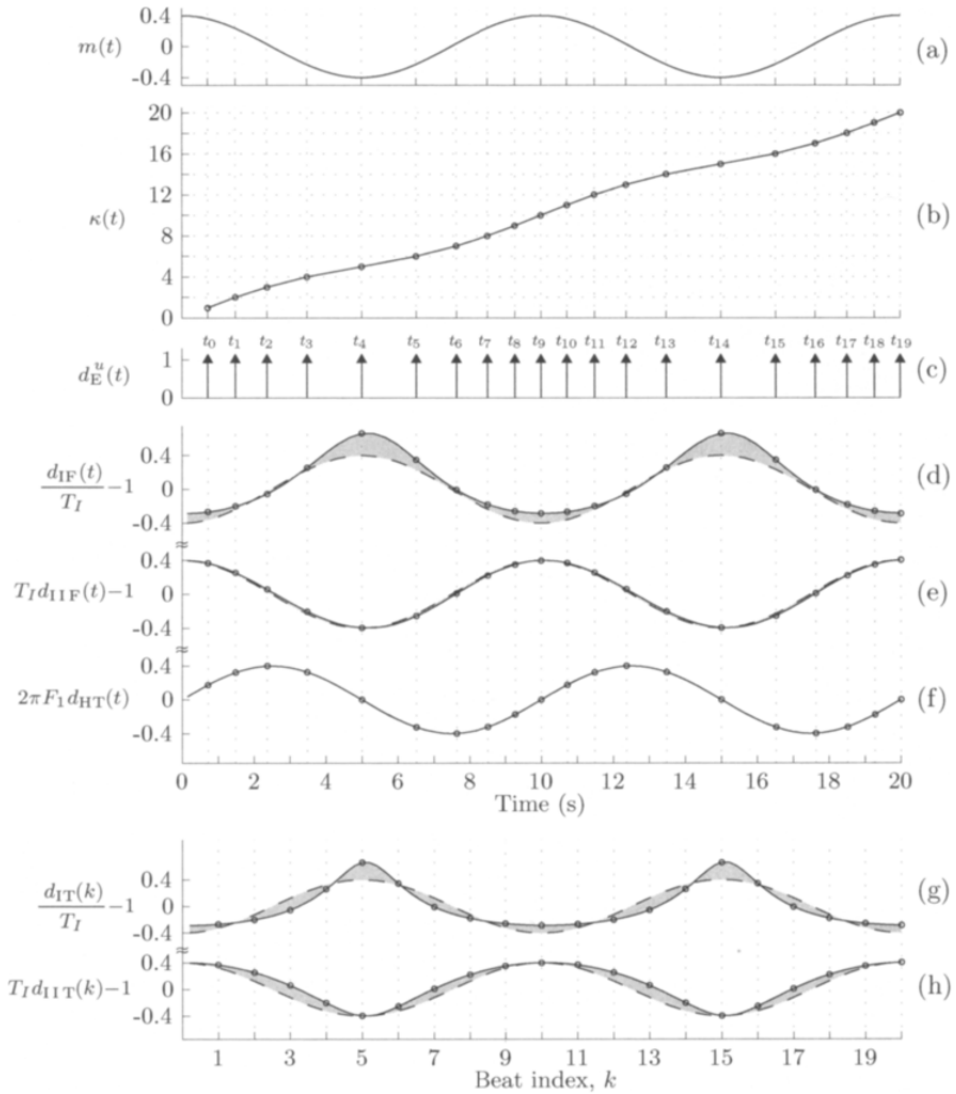 0.4
m(t) 0
-0.4
(a)
20
16
12
κ(t)
8
4
0
(b)
t₀ t₁ t₂ t₃ t₄ t₅ t₆ t₇ t₈ t₉ t₁₀ t₁₁ t₁₂ t₁₃ t₁₄ t₁₅ t₁₆ t₁₇ t₁₈ t₁₉
1
d_E^u(t)
0
(c)
0.4
d_IF(t)/T_I −1 0
-0.4
(d)
0.4
T_I d_IIF(t)−1 0
-0.4
(e)
0.4
2πF₁d_HT(t) 0
-0.4
(f)
0 2 4 6 8 10 12 14 16 18 20
Time (s)
0.4
d_IT(k)/T_I −1 0
-0.4
(g)
0.4
T_I d_IIT(k)−1 0
-0.4
(h)
1 3 5 7 9 11 13 15 17 19
Beat index, k